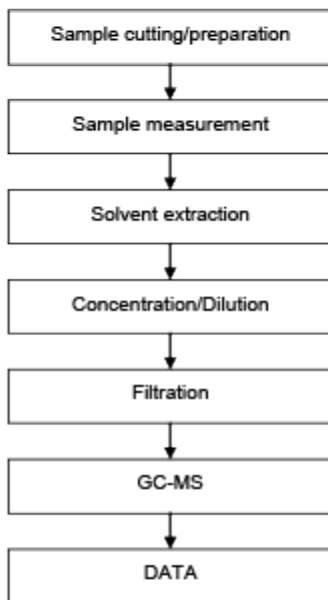 Sample cutting/preparation
Sample measurement
Solvent extraction
Concentration/Dilution
Filtration
GC-MS
DATA